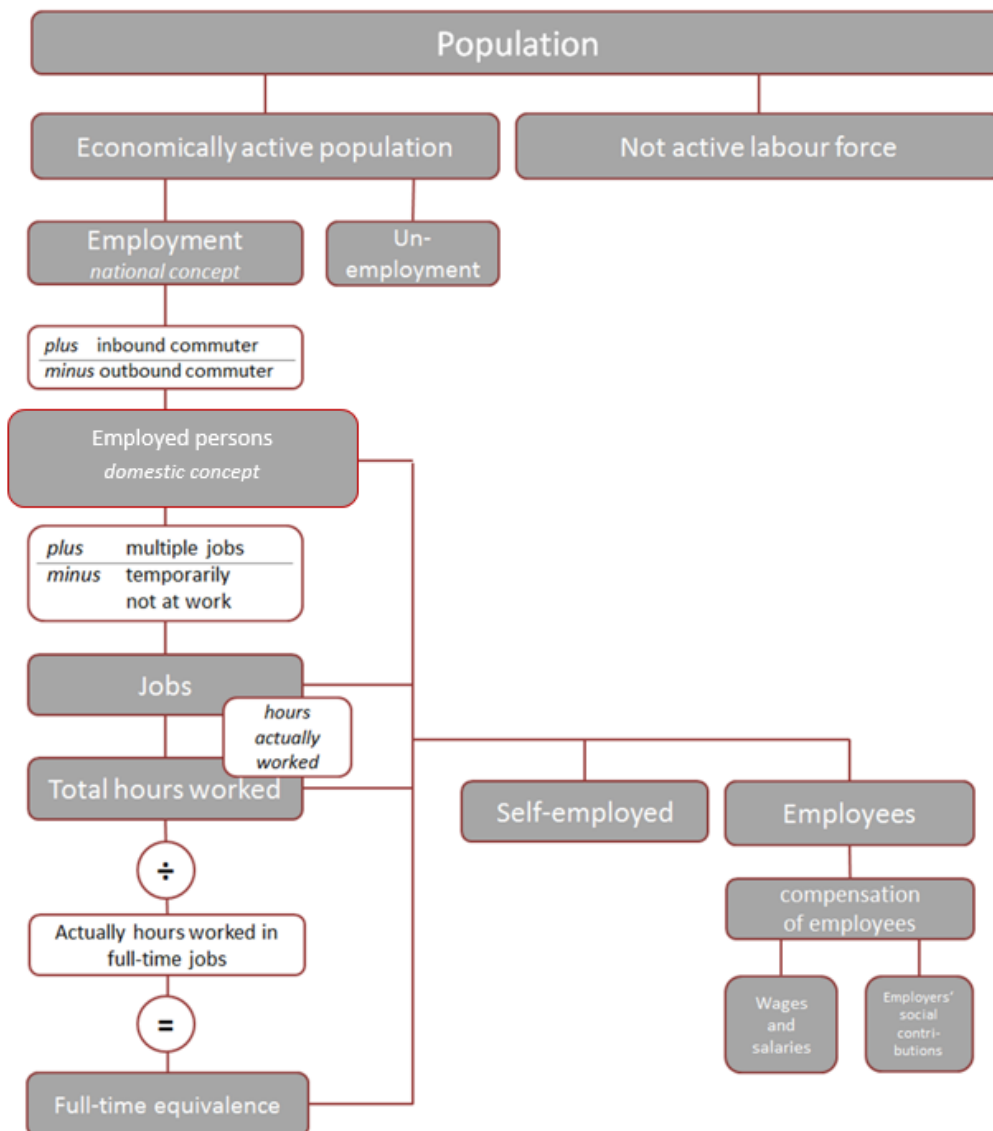 Population
Economically active population
Not active labour force
Employment
national concept
Un-
employment
plus inbound commuter
minus outbound commuter
Employed persons
domestic concept
plus multiple jobs
minus temporarily
not at work
Jobs
hours
actually
worked
Total hours worked
Self-employed
Employees
÷
compensation
of employees
Actually hours worked in
full-time jobs
Wages
and
salaries
Employers'
social
contri-
butions
=
Full-time equivalence